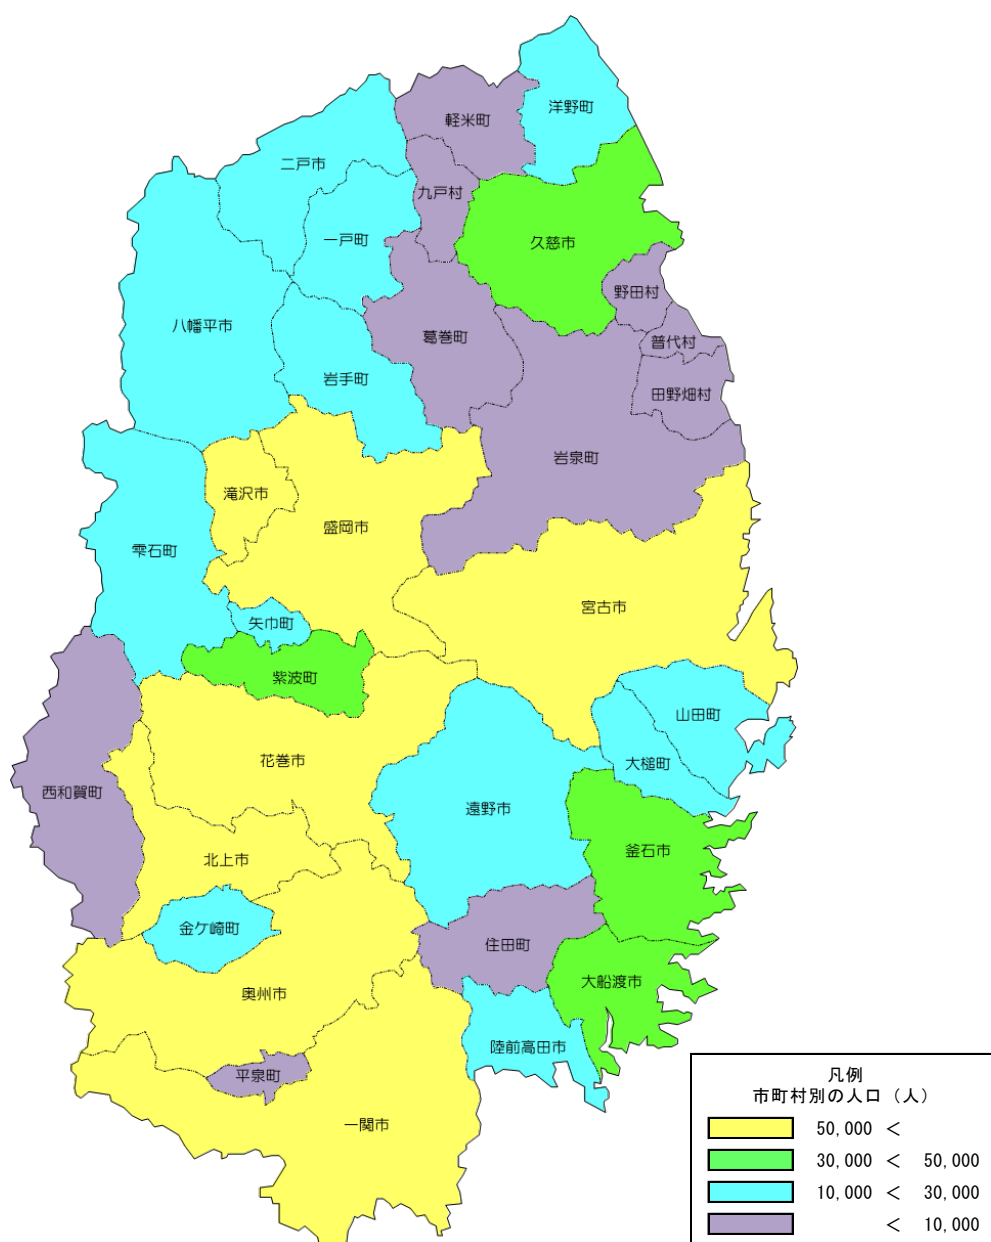 洋野町
軽米町
二戸市
九戸村
一戸町
久慈市
野田村
八幡平市
葛巻町
普代村
岩手町
田野畑村
岩泉町
滝沢市
盛岡市
雫石町
宮古市
矢巾町
紫波町
山田町
花巻市
大槌町
西和賀町
遠野市
釜石市
北上市
金ケ崎町
住田町
大船渡市
奥州市
陸前高田市
平泉町
一関市
凡例
市町村別の人口（人）
50,000 <
30,000 < 50,000
10,000 < 30,000
< 10,000